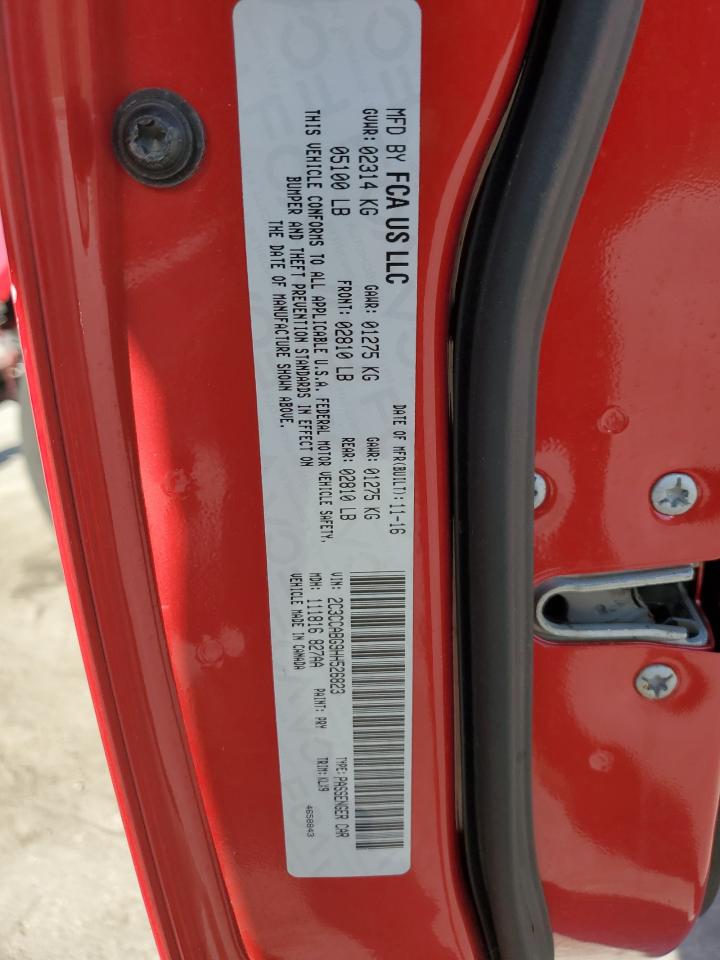 MFD BY FCA US LLC
DATE OF MFR(BUILT): 11-16
GVWR: 02314 KG GAWR: 01275 KG GAWR: 01275 KG
05100 LB FRONT: 02810 LB REAR: 02810 LB
THIS VEHICLE CONFORMS TO ALL APPLICABLE U.S.A. FEDERAL MOTOR VEHICLE SAFETY,
BUMPER AND THEFT PREVENTION STANDARDS IN EFFECT ON
THE DATE OF MANUFACTURE SHOWN ABOVE.
VIN: 2C3CCABG9HH526823 TYPE: PASSENGER CAR
MDH: 111816 827AA PAINT: PRY TRIM: KLX9
VEHICLE MADE IN CANADA 4658843